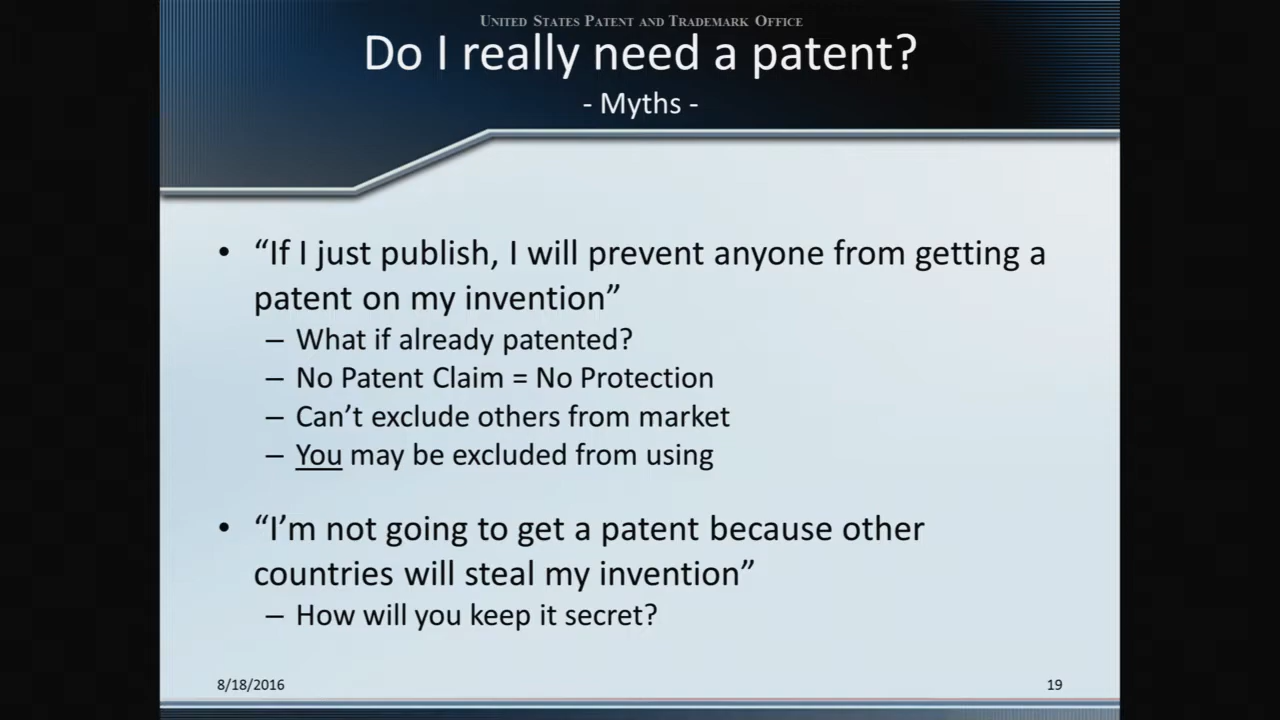 United States Patent and Trademark Office
Do I really need a patent?
- Myths -
• “If I just publish, I will prevent anyone from getting a
patent on my invention”
– What if already patented?
– No Patent Claim = No Protection
– Can’t exclude others from market
– You may be excluded from using
• “I’m not going to get a patent because other
countries will steal my invention”
– How will you keep it secret?
8/18/2016
19